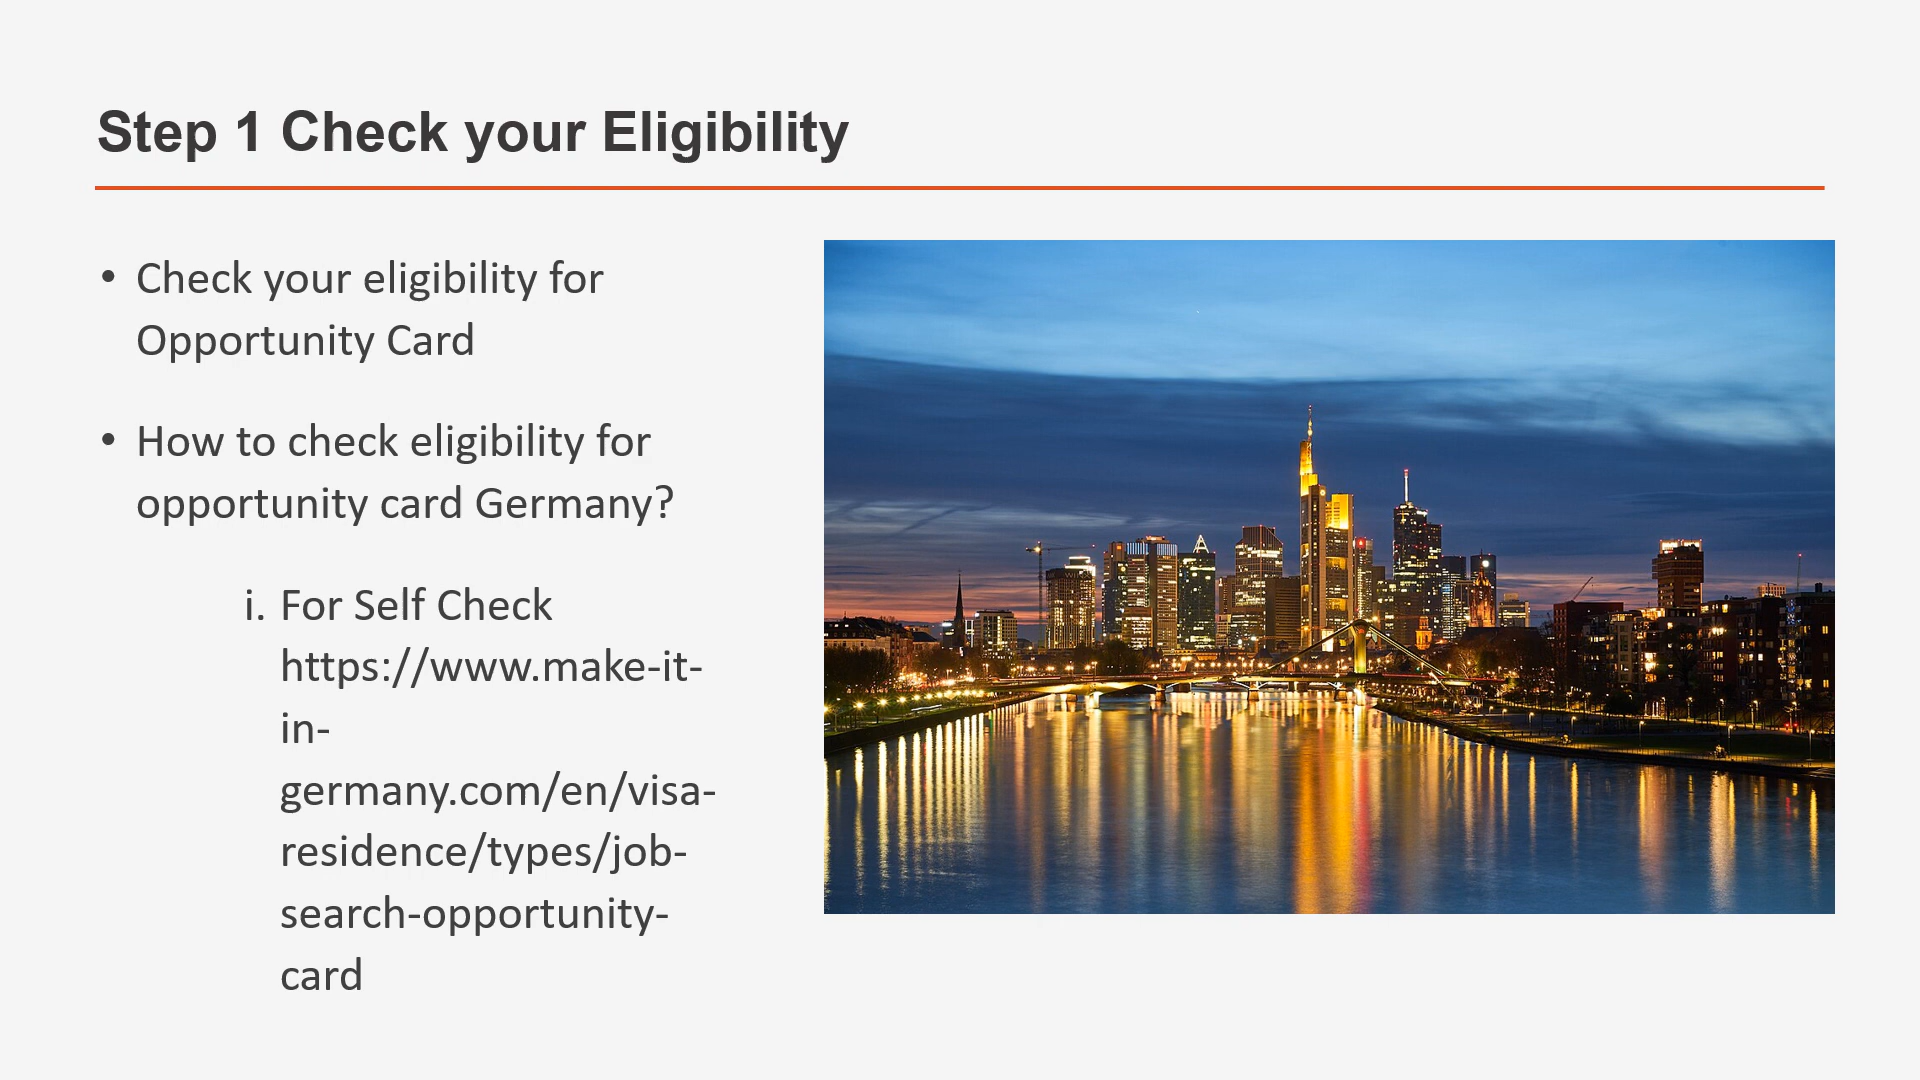 Step 1 Check your Eligibility
• Check your eligibility for
Opportunity Card
• How to check eligibility for
opportunity card Germany?
i. For Self Check
https://www.make-it-
in-
germany.com/en/visa-
residence/types/job-
search-opportunity-
card